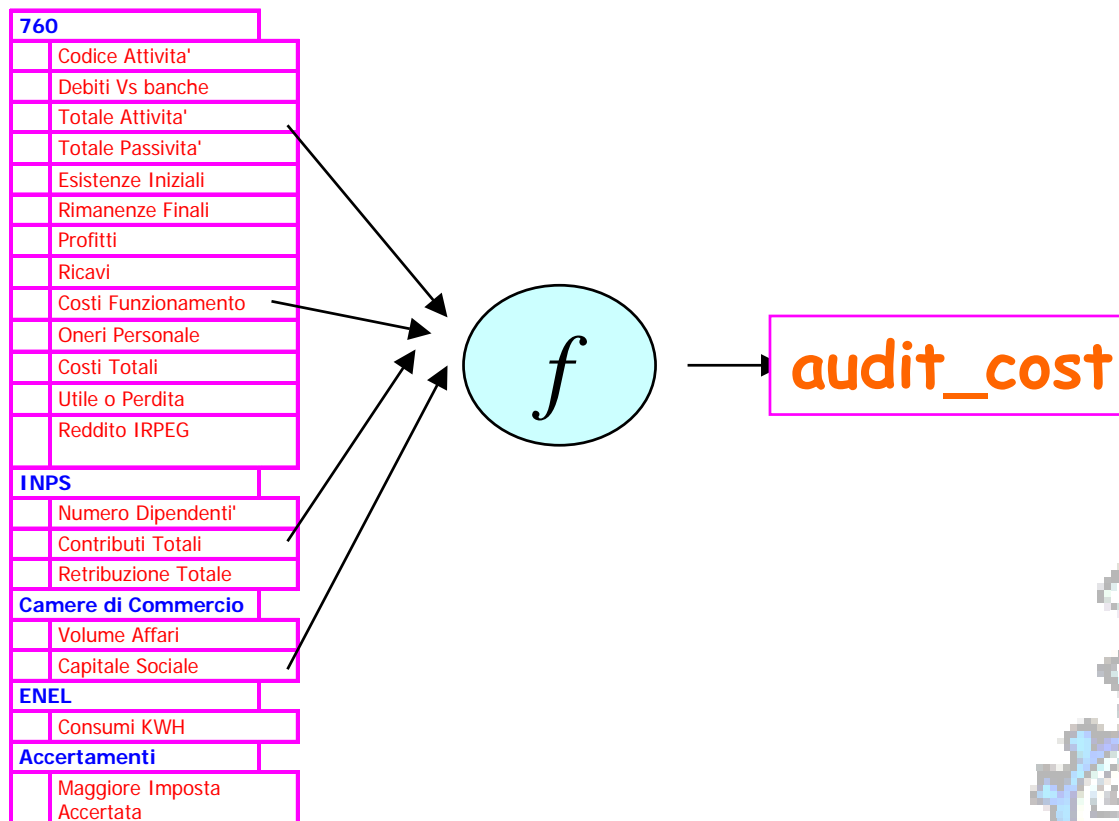 760
Codice Attivita'
Debiti Vs banche
Totale Attivita'
Totale Passivita'
Esistenze Iniziali
Rimanenze Finali
Profitti
Ricavi
Costi Funzionamento
Oneri Personale
Costi Totali
Utile o Perdita
Reddito IRPEG
INPS
Numero Dipendenti'
Contributi Totali
Retribuzione Totale
Camere di Commercio
Volume Affari
Capitale Sociale
ENEL
Consumi KWH
Accertamenti
Maggiore Imposta
Accertata
f
audit_cost